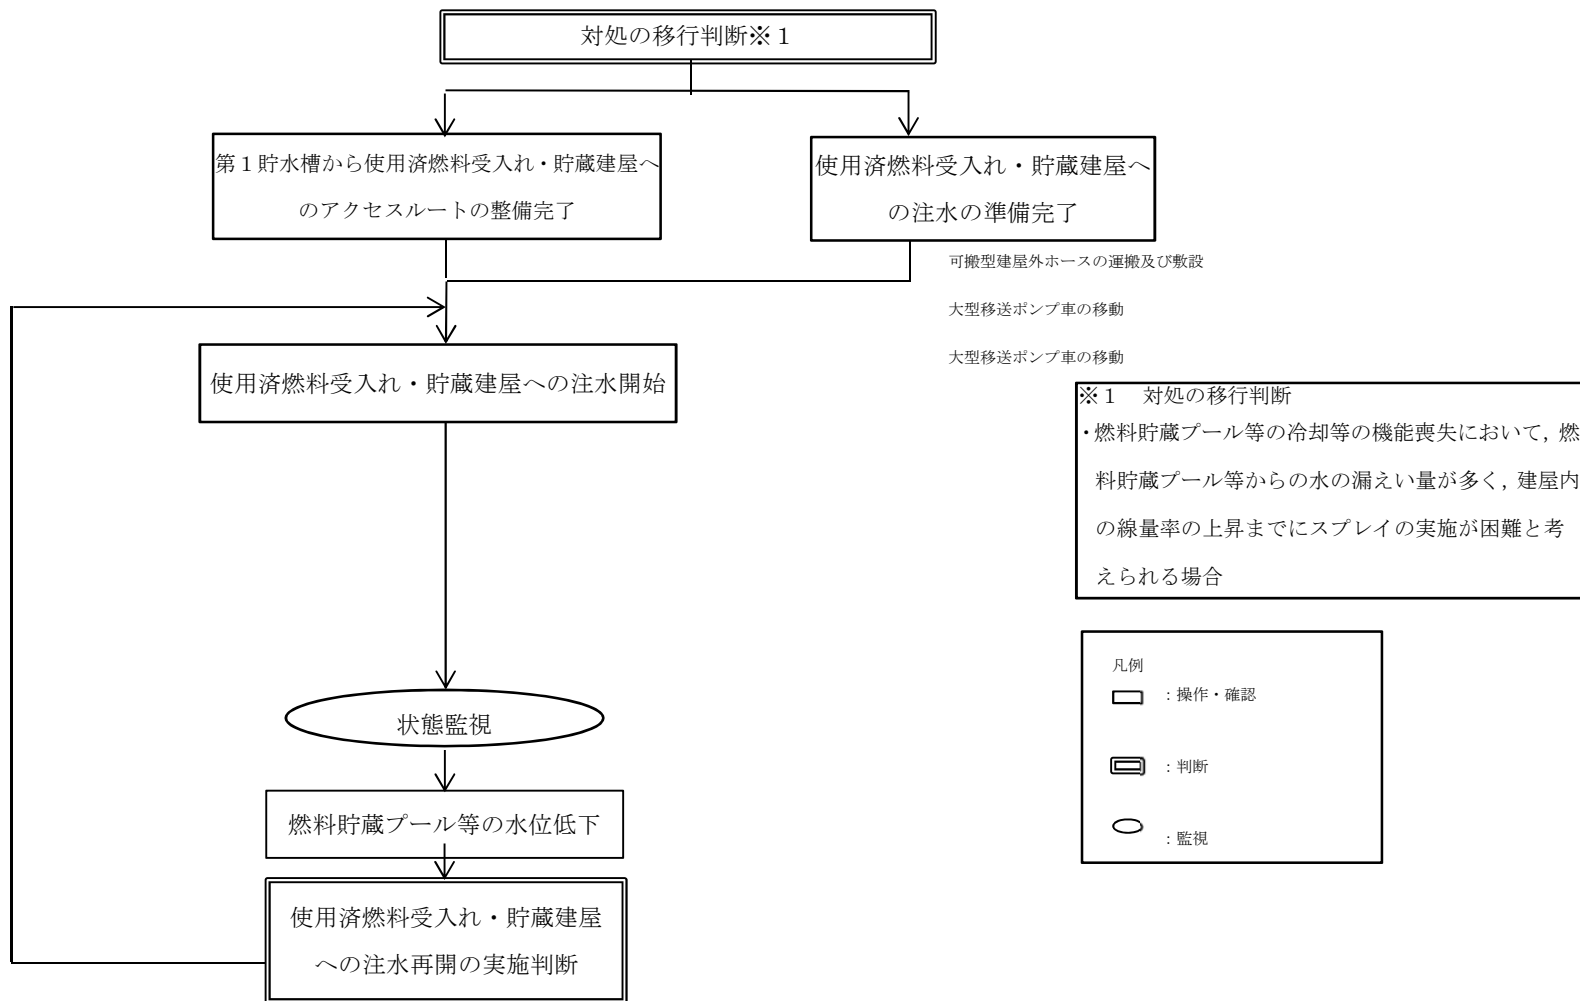 対処の移行判断※１
第１貯水槽から使用済燃料受入れ・貯蔵建屋へ
のアクセスルートの整備完了
使用済燃料受入れ・貯蔵建屋へ
の注水の準備完了
可搬型建屋外ホースの運搬及び敷設
大型移送ポンプ車の移動
大型移送ポンプ車の移動
使用済燃料受入れ・貯蔵建屋への注水開始
※１　対処の移行判断
・燃料貯蔵プール等の冷却等の機能喪失において，燃
料貯蔵プール等からの水の漏えい量が多く，建屋内
の線量率の上昇までにスプレイの実施が困難と考
えられる場合
状態監視
燃料貯蔵プール等の水位低下
使用済燃料受入れ・貯蔵建屋
への注水再開の実施判断
凡例
：操作・確認
：判断
：監視